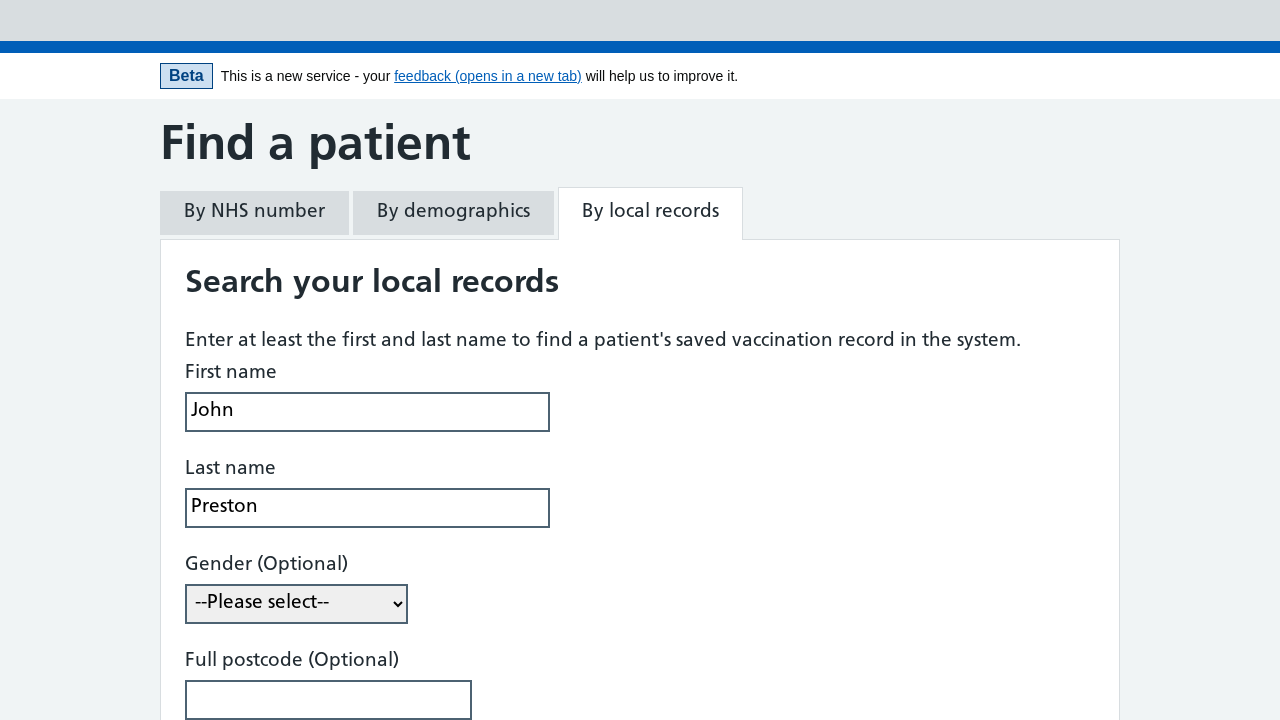 Beta This is a new service - your feedback (opens in a new tab) will help us to improve it.
Find a patient
By NHS number By demographics By local records
Search your local records
Enter at least the first and last name to find a patient's saved vaccination record in the system.
First name
John
Last name
Preston
Gender (Optional)
--Please select--
Full postcode (Optional)